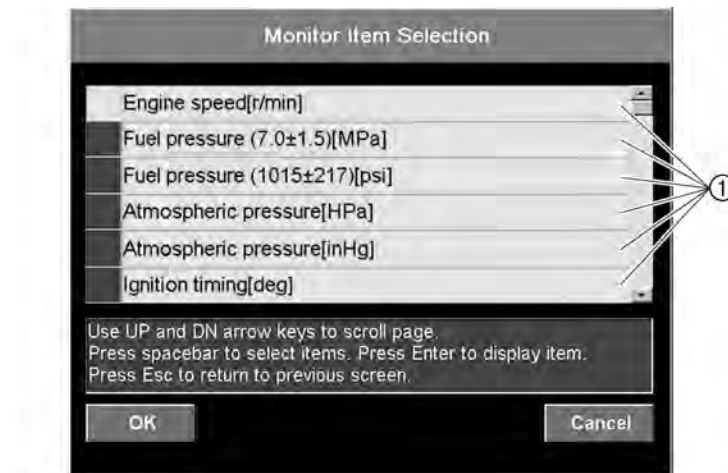 Monitor Item Selection
Engine speed[r/min]
Fuel pressure (7.0±1.5)[MPa]
Fuel pressure (1015±217)[psi]
Atmospheric pressure[HPa]
Atmospheric pressure[inHg]
Ignition timing[deg]
①
Use UP and DN arrow keys to scroll page.
Press spacebar to select items. Press Enter to display item.
Press Esc to return to previous screen.
OK
Cancel